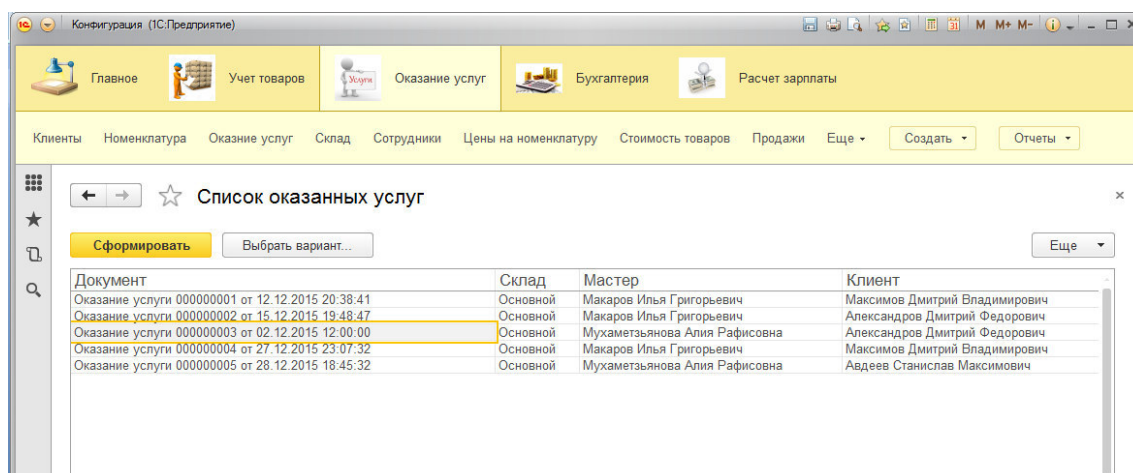 1С Конфигурация (1С:Предприятие) 31 M M+ M-
Главное Учет товаров Услуги Оказание услуг Бухгалтерия Расчет зарплаты
Клиенты Номенклатура Оказние услуг Склад Сотрудники Цены на номенклатуру Стоимость товаров Продажи Еще Создать Отчеты
Список оказанных услуг
Сформировать Выбрать вариант... Еще
Документ Склад Мастер Клиент
Оказание услуги 000000001 от 12.12.2015 20:38:41 Основной Макаров Илья Григорьевич Максимов Дмитрий Владимирович
Оказание услуги 000000002 от 15.12.2015 19:48:47 Основной Макаров Илья Григорьевич Александров Дмитрий Федорович
Оказание услуги 000000003 от 02.12.2015 12:00:00 Основной Мухаметзьянова Алия Рафисовна Александров Дмитрий Федорович
Оказание услуги 000000004 от 27.12.2015 23:07:32 Основной Макаров Илья Григорьевич Максимов Дмитрий Владимирович
Оказание услуги 000000005 от 28.12.2015 18:45:32 Основной Мухаметзьянова Алия Рафисовна Авдеев Станислав Максимович